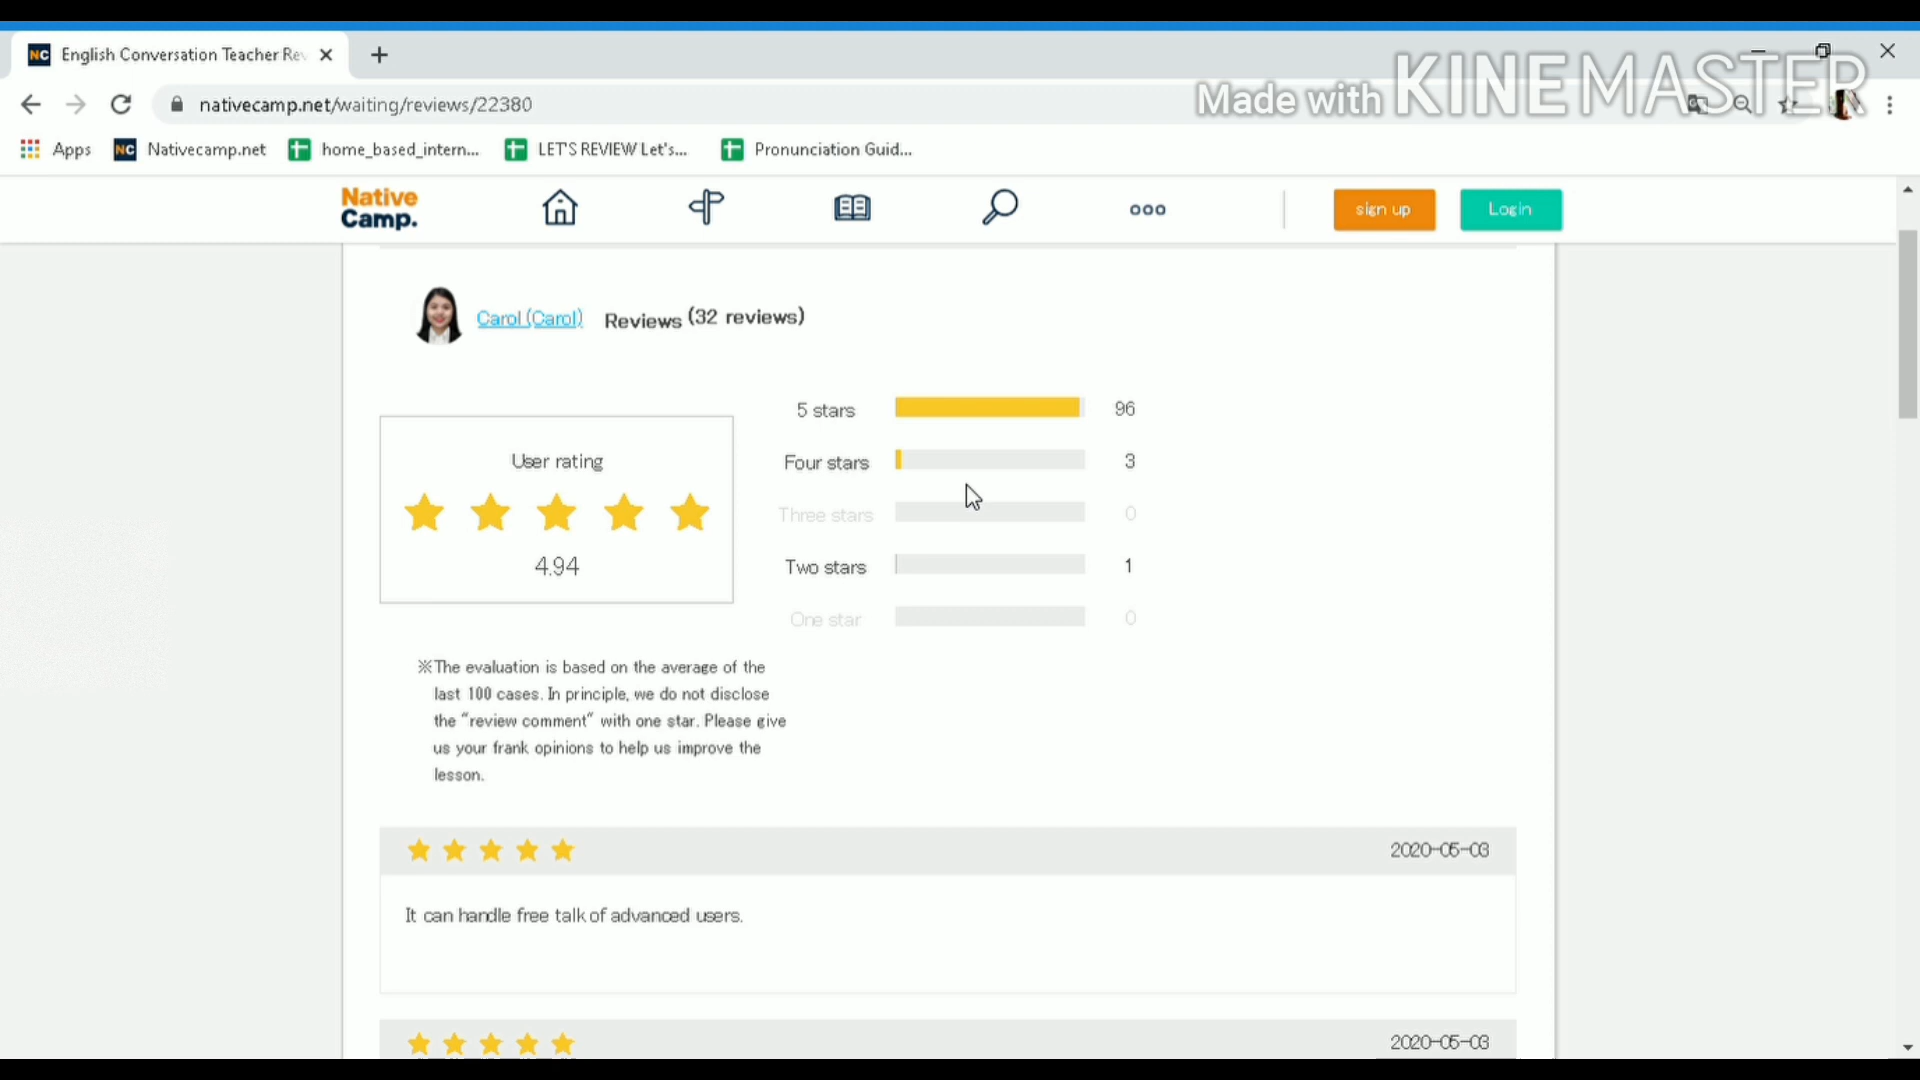 NC English Conversation Teacher Rev
Made with KINEMASTER
nativecamp.net/waiting/reviews/22380
Apps NC Nativecamp.net home_based_intern... LET'S REVIEW Let's... Pronunciation Guid...
Native
Camp.
sign up Login
Carol (Carol) Reviews (32 reviews)
5 stars 96
User rating
Four stars 3
Three stars 0
4.94
Two stars 1
One star 0
※The evaluation is based on the average of the
last 100 cases. In principle, we do not disclose
the "review comment" with one star. Please give
us your frank opinions to help us improve the
lesson.
2020-05-03
It can handle free talk of advanced users.
2020-05-03